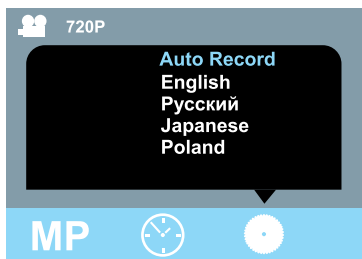 720P
Auto Record
English
Русский
Japanese
Poland
MP